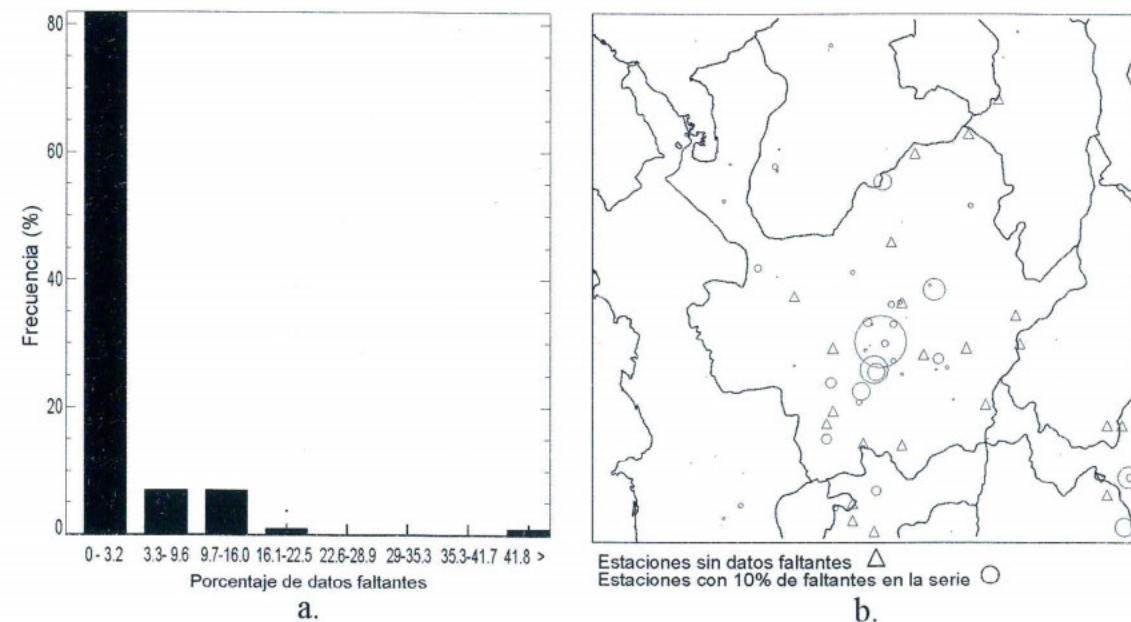 80
60
40
20
0
Frecuencia (%)
0 - 3.2 3.3- 9.6 9.7-16.0 16.1-22.5 22.6-28.9 29-35.3 35.3-41.7 41.8 >
Porcentaje de datos faltantes
a.
Estaciones sin datos faltantes
Estaciones con 10% de faltantes en la serie
b.